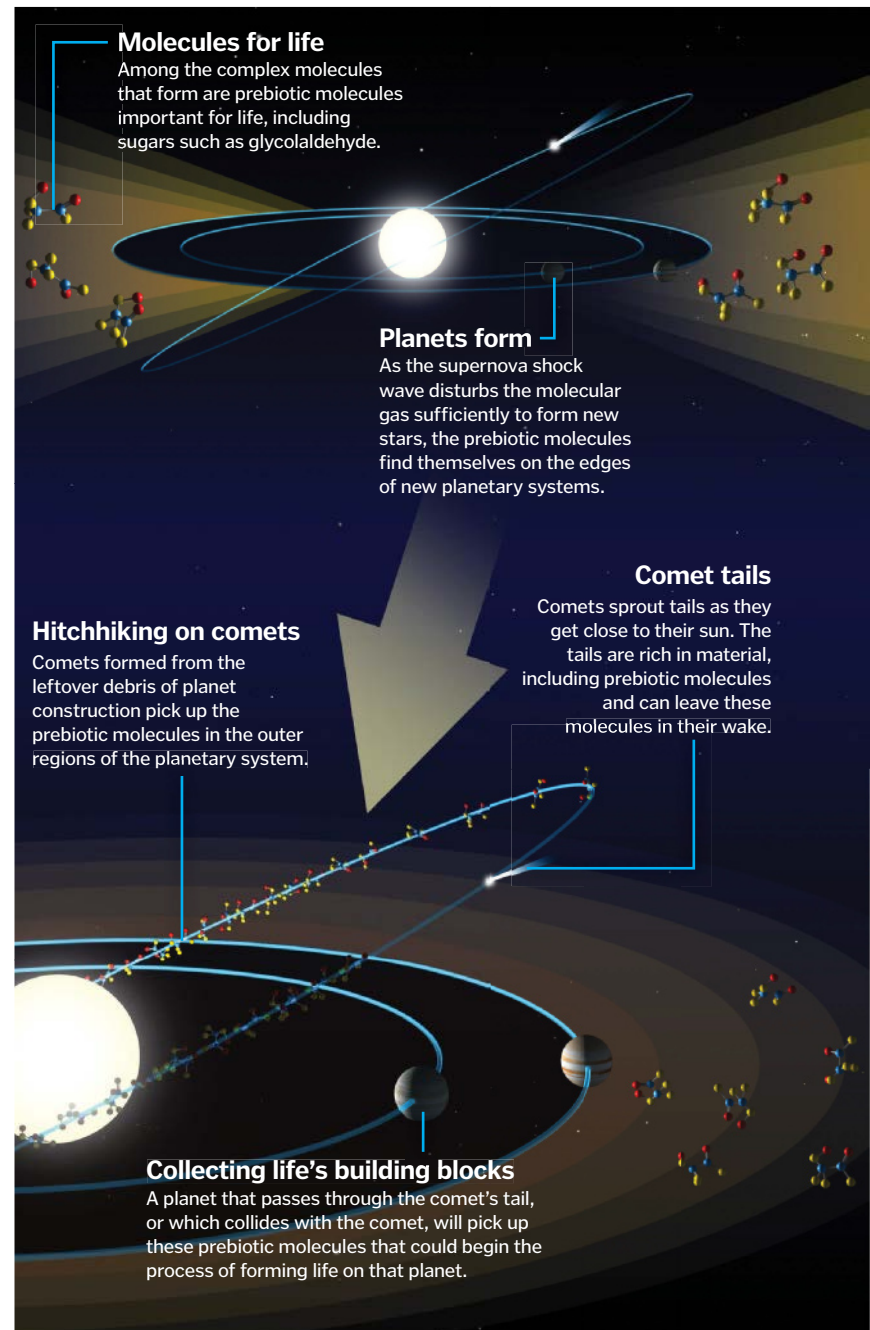 Molecules for life
Among the complex molecules
that form are prebiotic molecules
important for life, including
sugars such as glycolaldehyde.
Planets form
As the supernova shock
wave disturbs the molecular
gas sufficiently to form new
stars, the prebiotic molecules
find themselves on the edges
of new planetary systems.
Hitchhiking on comets
Comets formed from the
leftover debris of planet
construction pick up the
prebiotic molecules in the outer
regions of the planetary system.
Comet tails
Comets sprout tails as they
get close to their sun. The
tails are rich in material,
including prebiotic molecules
and can leave these
molecules in their wake.
Collecting life's building blocks
A planet that passes through the comet's tail,
or which collides with the comet, will pick up
these prebiotic molecules that could begin the
process of forming life on that planet.